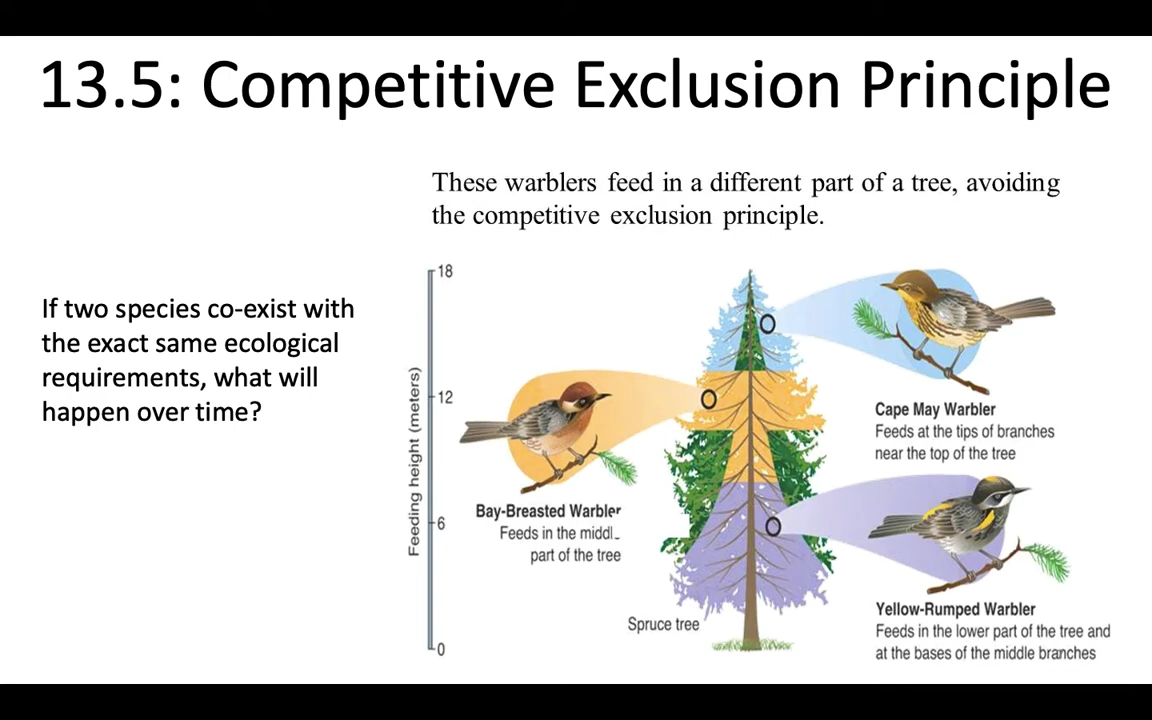 13.5: Competitive Exclusion Principle
These warblers feed in a different part of a tree, avoiding
the competitive exclusion principle.
If two species co-exist with
the exact same ecological
requirements, what will
happen over time?
Feeding height (meters)
18
12
6
0
Cape May Warbler
Feeds at the tips of branches
near the top of the tree
Bay-Breasted Warbler
Feeds in the middl
part of the tree
Spruce tree
Yellow-Rumped Warbler
Feeds in the lower part of the tree and
at the bases of the middle branches